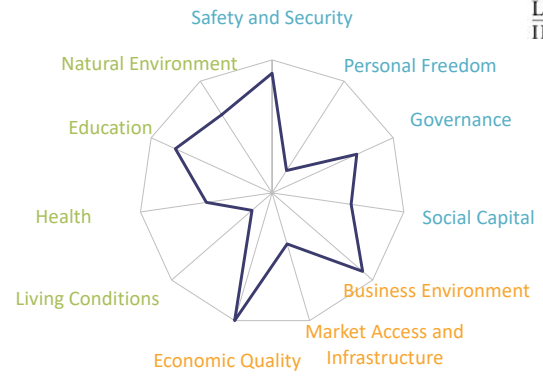 Safety and Security
Natural Environment
Personal Freedom
Education
Governance
Health
Social Capital
Living Conditions
Business Environment
Market Access and
Infrastructure
Economic Quality